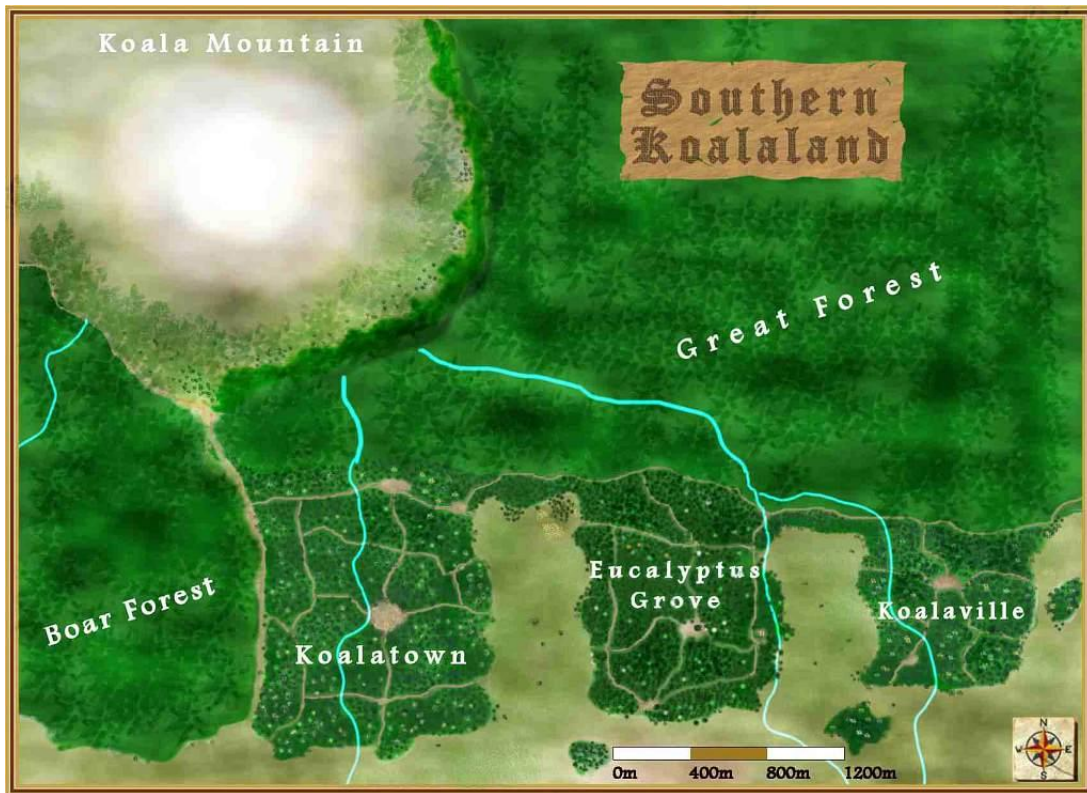 Koala Mountain
Southern
Koalaland
Great Forest
Eucalyptus
Grove
Boar Forest
Koalaville
Koalatown
N
W E
S
0m 400m 800m 1200m